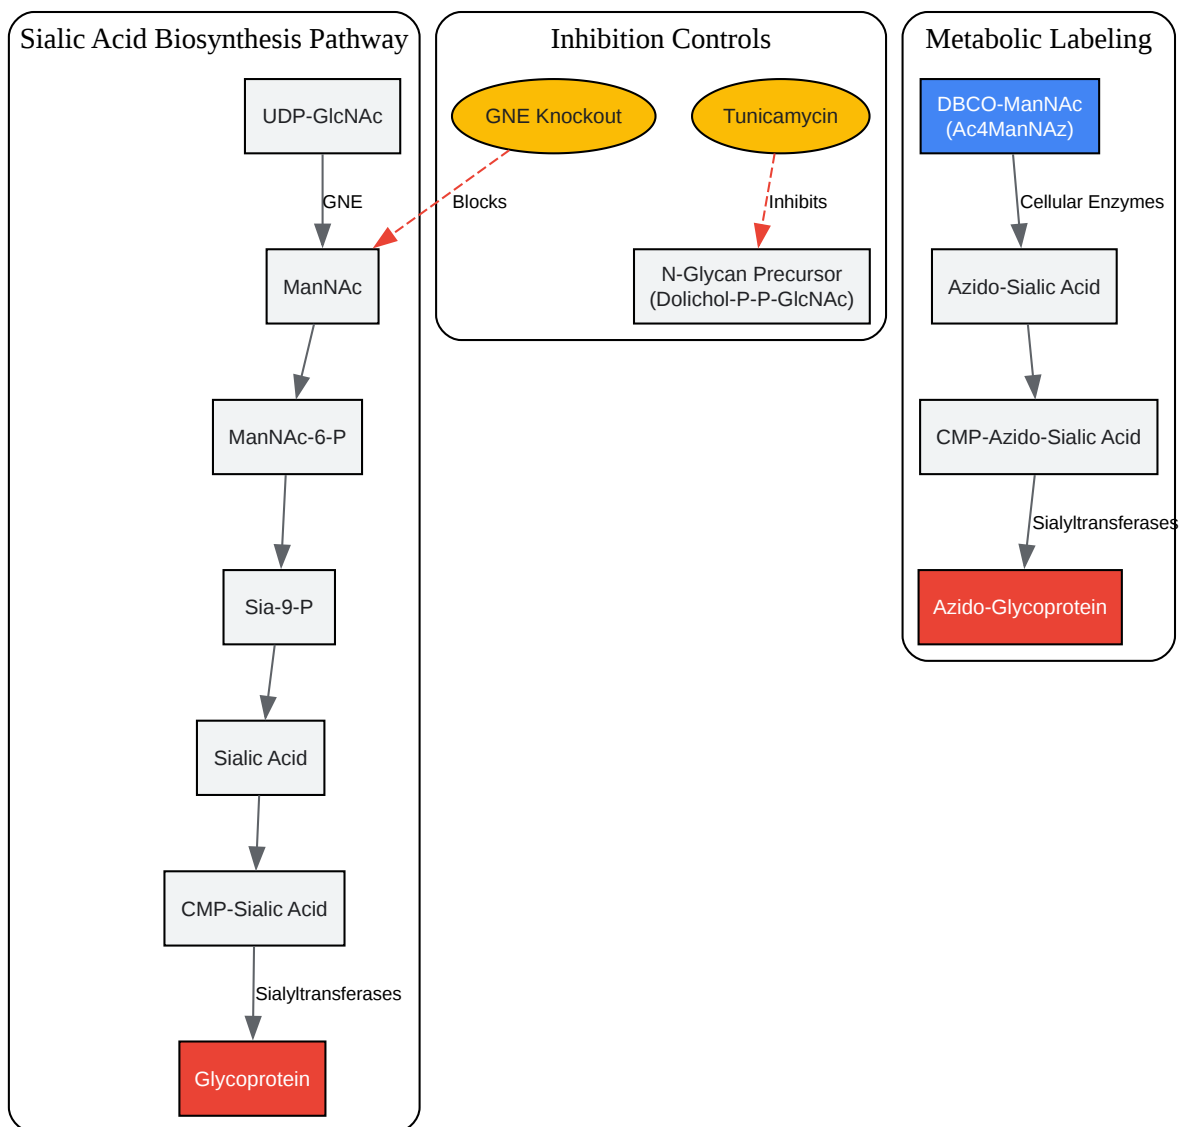 Sialic Acid Biosynthesis Pathway
UDP-GlcNAc
GNE
ManNAc
ManNAc-6-P
Sia-9-P
Sialic Acid
CMP-Sialic Acid
Sialyltransferases
Glycoprotein
Inhibition Controls
GNE Knockout
Blocks
Tunicamycin
Inhibits
N-Glycan Precursor
(Dolichol-P-P-GlcNAc)
Metabolic Labeling
DBCO-ManNAc
(Ac4ManNAz)
Cellular Enzymes
Azido-Sialic Acid
CMP-Azido-Sialic Acid
Sialyltransferases
Azido-Glycoprotein